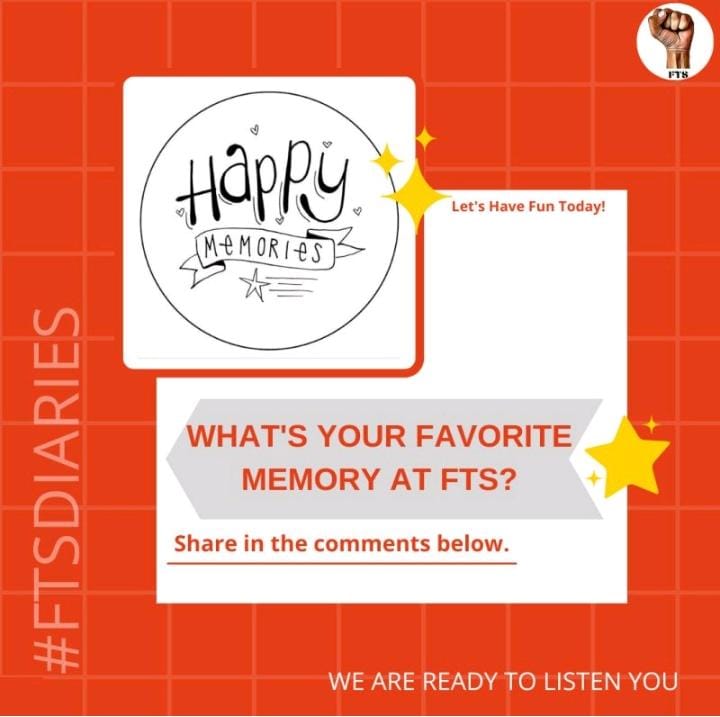 FTS
Happy
MEMORIES
Let's Have Fun Today!
WHAT'S YOUR FAVORITE
MEMORY AT FTS?
Share in the comments below.
#FTSDIARIES
WE ARE READY TO LISTEN YOU